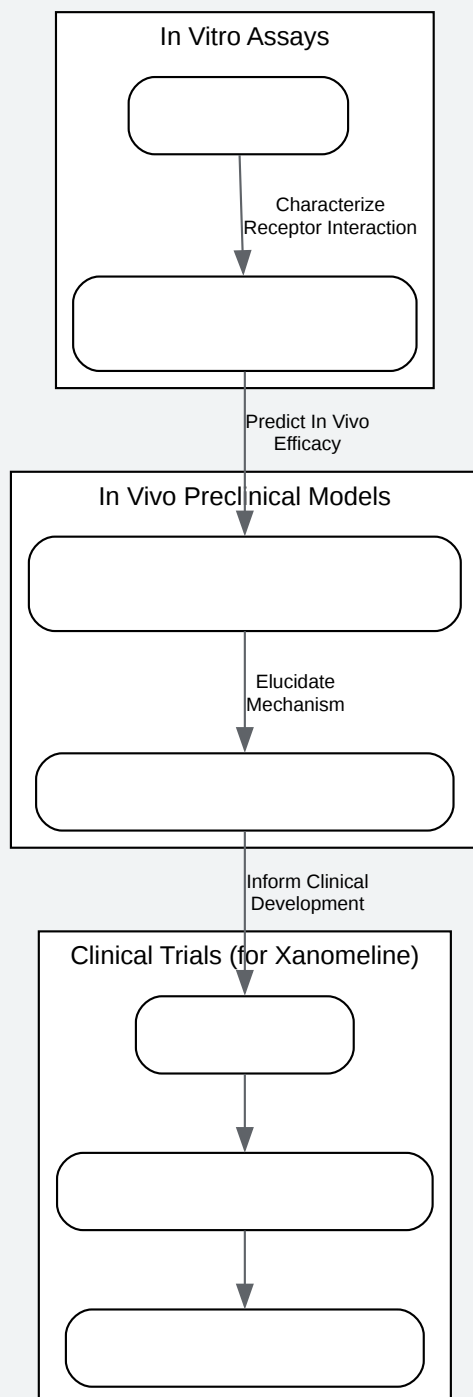 In Vitro Assays
Characterize
Receptor Interaction
Predict In Vivo
Efficacy
In Vivo Preclinical Models
Elucidate
Mechanism
Inform Clinical
Development
Clinical Trials (for Xanomeline)